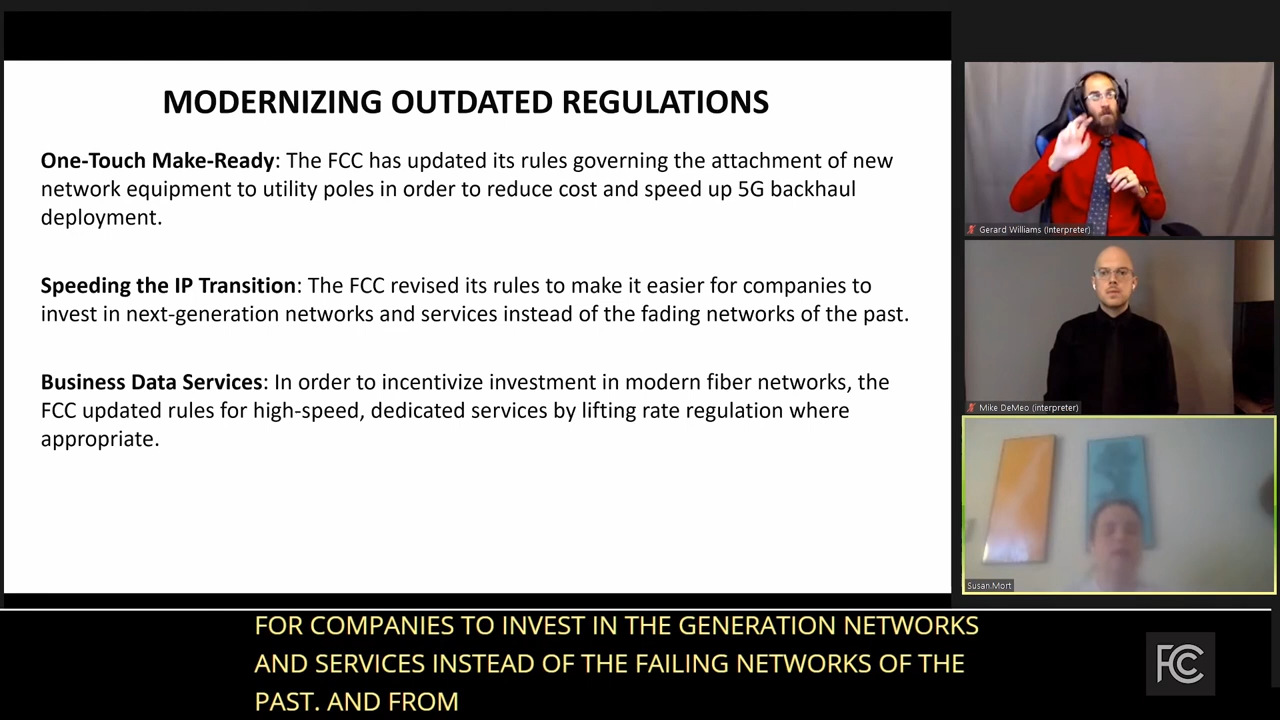 MODERNIZING OUTDATED REGULATIONS
One-Touch Make-Ready: The FCC has updated its rules governing the attachment of new
network equipment to utility poles in order to reduce cost and speed up 5G backhaul
deployment.
Speeding the IP Transition: The FCC revised its rules to make it easier for companies to
invest in next-generation networks and services instead of the fading networks of the past.
Business Data Services: In order to incentivize investment in modern fiber networks, the
FCC updated rules for high-speed, dedicated services by lifting rate regulation where
appropriate.
Gerard Williams (Interpreter)
Mike DeMeo (interpreter)
Susan.Mort
FOR COMPANIES TO INVEST IN THE GENERATION NETWORKS
AND SERVICES INSTEAD OF THE FAILING NETWORKS OF THE
PAST. AND FROM
FCC